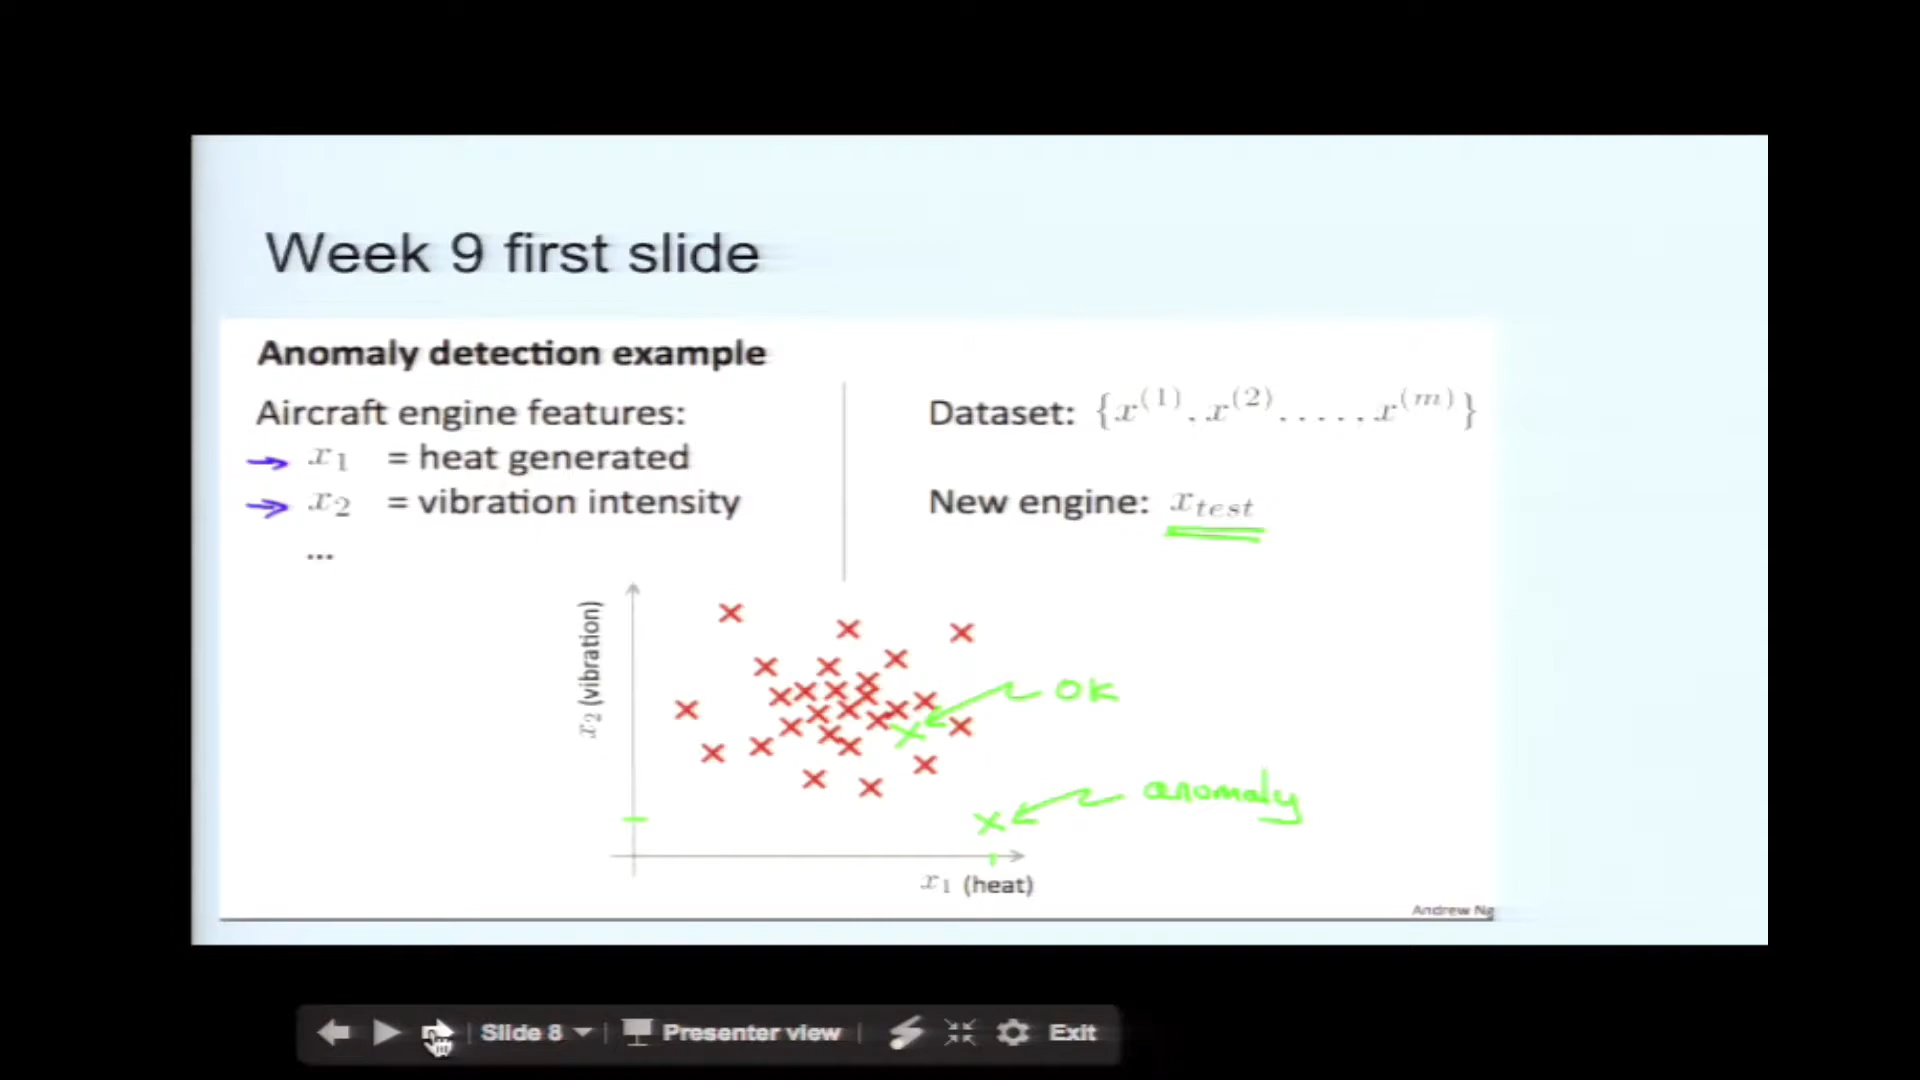 Week 9 first slide
Anomaly detection example
Aircraft engine features:
x₁ = heat generated
x₂ = vibration intensity
...
Dataset: {x⁽¹⁾, x⁽²⁾, . . . . , x⁽ᵐ⁾}
New engine: x_test
x₂ (vibration)
OK
anomaly
x₁ (heat)
Andrew Ng
Slide 8 Presenter view Exit